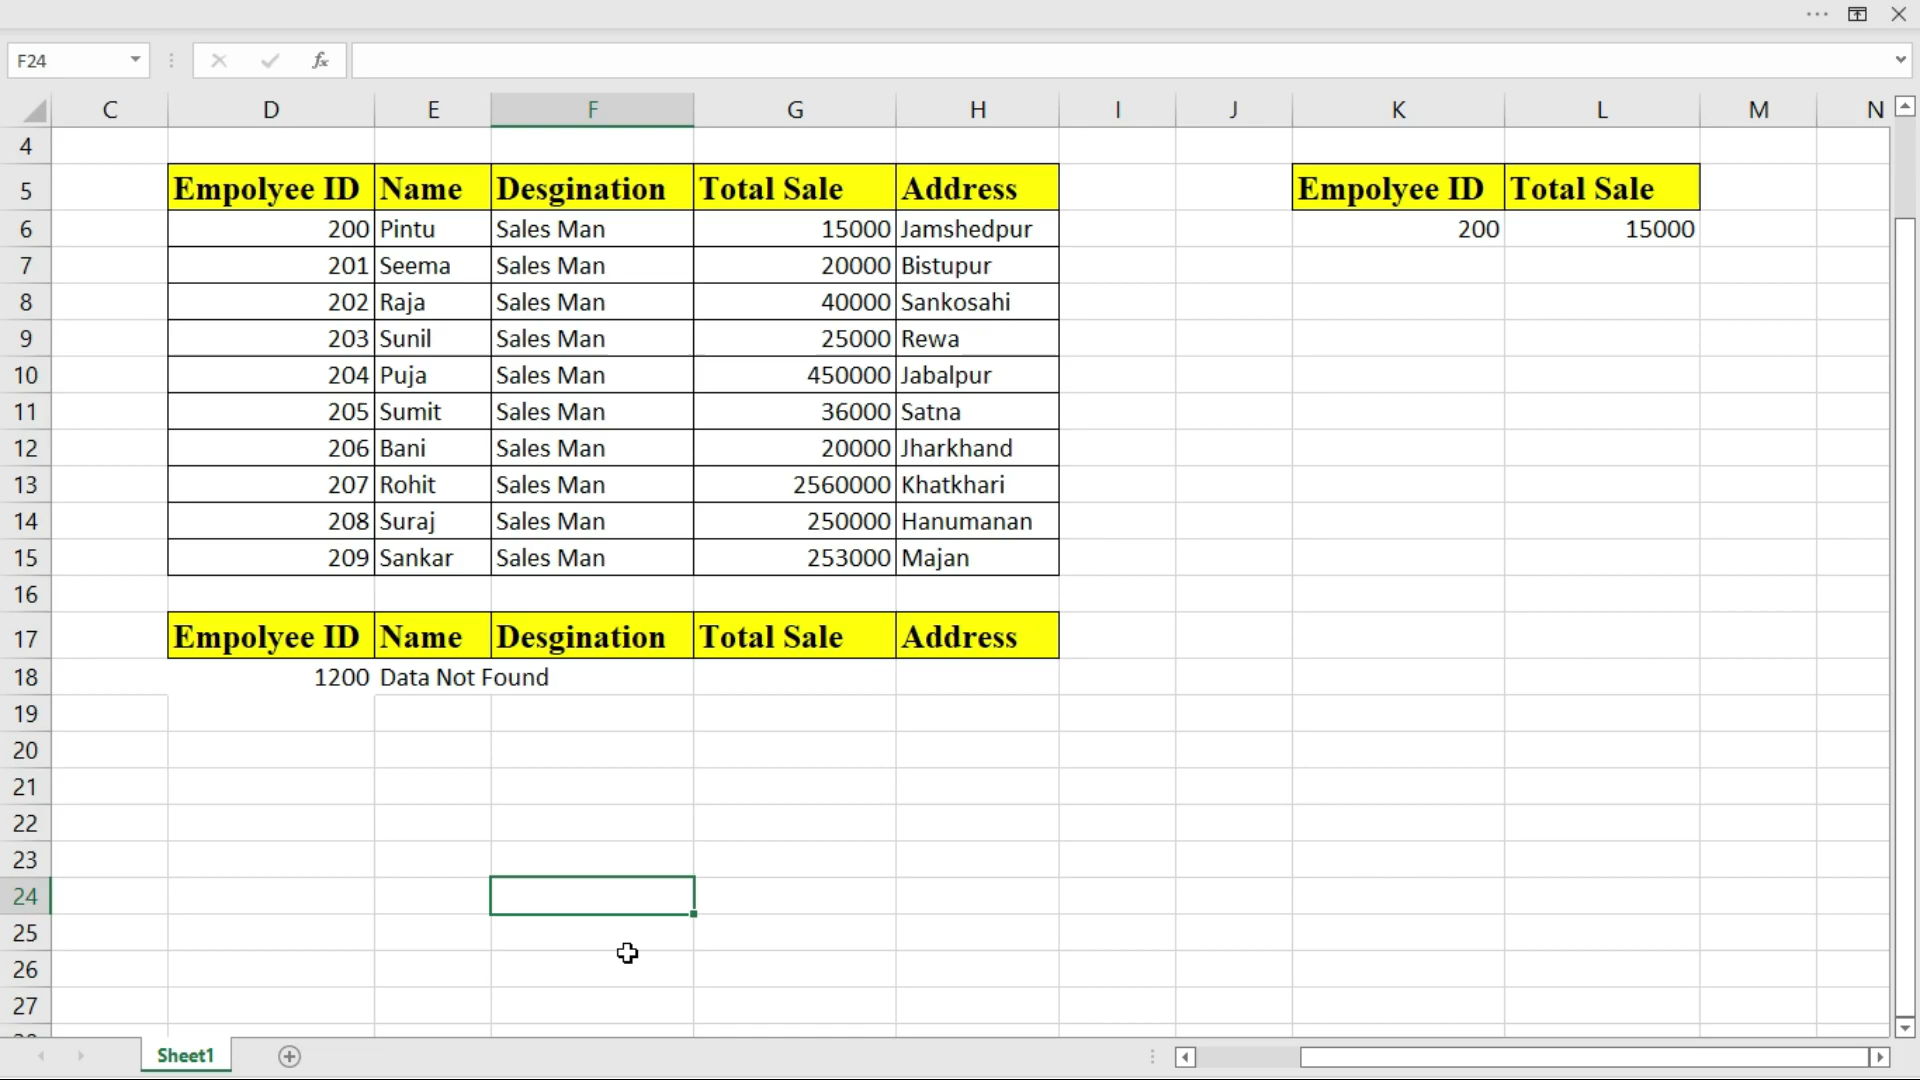 F24 fx
C D E F G H I J K L M N
4
5 Empolyee ID Name Desgination Total Sale Address Empolyee ID Total Sale
6 200 Pintu Sales Man 15000 Jamshedpur 200 15000
7 201 Seema Sales Man 20000 Bistupur
8 202 Raja Sales Man 40000 Sankosahi
9 203 Sunil Sales Man 25000 Rewa
10 204 Puja Sales Man 450000 Jabalpur
11 205 Sumit Sales Man 36000 Satna
12 206 Bani Sales Man 20000 Jharkhand
13 207 Rohit Sales Man 2560000 Khatkhari
14 208 Suraj Sales Man 250000 Hanumanan
15 209 Sankar Sales Man 253000 Majan
16
17 Empolyee ID Name Desgination Total Sale Address
18 1200 Data Not Found
19
20
21
22
23
24
25
26
27
Sheet1